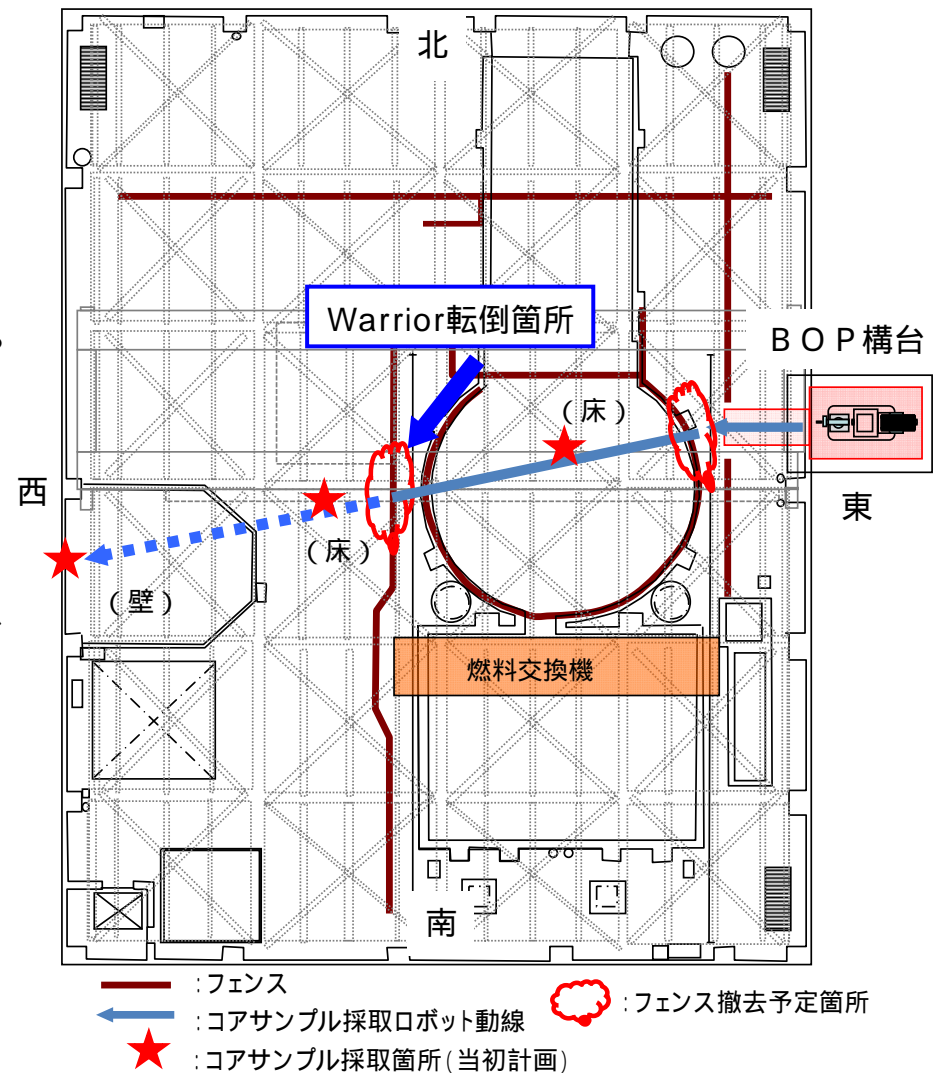 北
Warrior転倒箇所
ＢＯＰ構台
(床)
西
東
(床)
(壁)
燃料交換機
南
:フェンス
:フェンス撤去予定箇所
:コアサンプル採取ロボット動線
:コアサンプル採取箇所(当初計画)